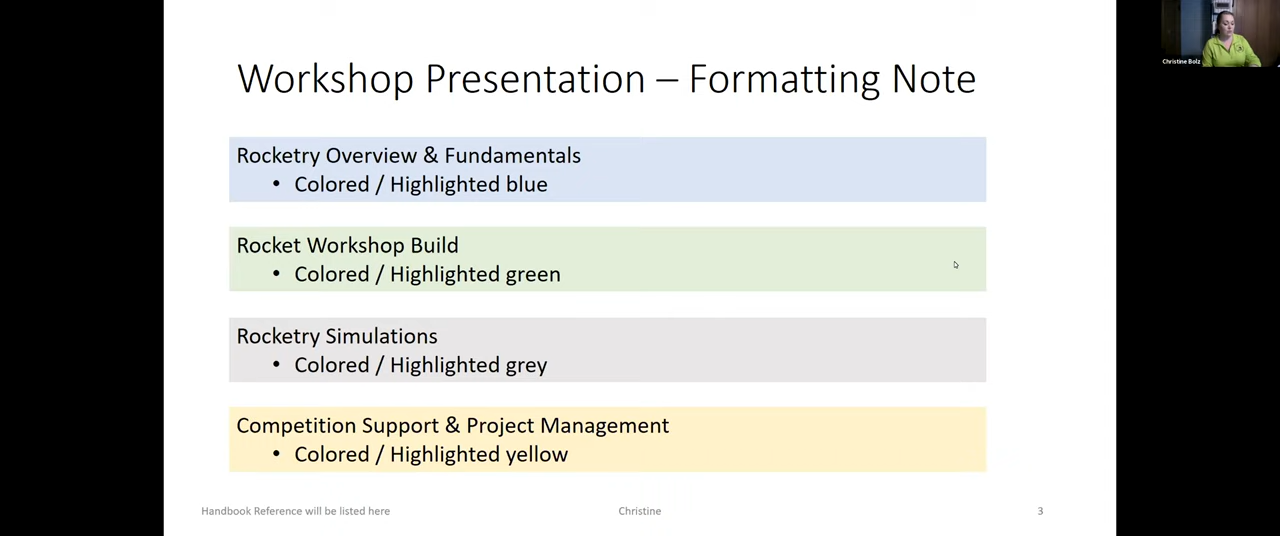 Workshop Presentation – Formatting Note
Christine Bolz
Rocketry Overview & Fundamentals
• Colored / Highlighted blue
Rocket Workshop Build
• Colored / Highlighted green
Rocketry Simulations
• Colored / Highlighted grey
Competition Support & Project Management
• Colored / Highlighted yellow
Handbook Reference will be listed here
Christine
3